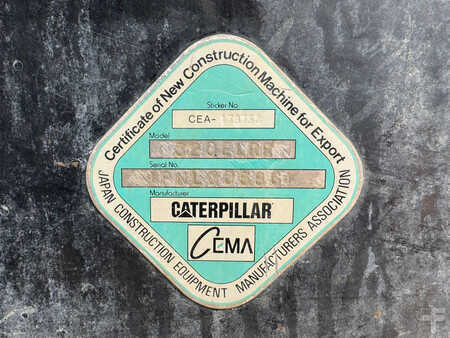 Certificate of New Construction Machine for Export
Sticker No.
CEA-
Model
Serial No.
Manufacturer
CATERPILLAR
CEMA
JAPAN CONSTRUCTION EQUIPMENT MANUFACTURERS ASSOCIATION